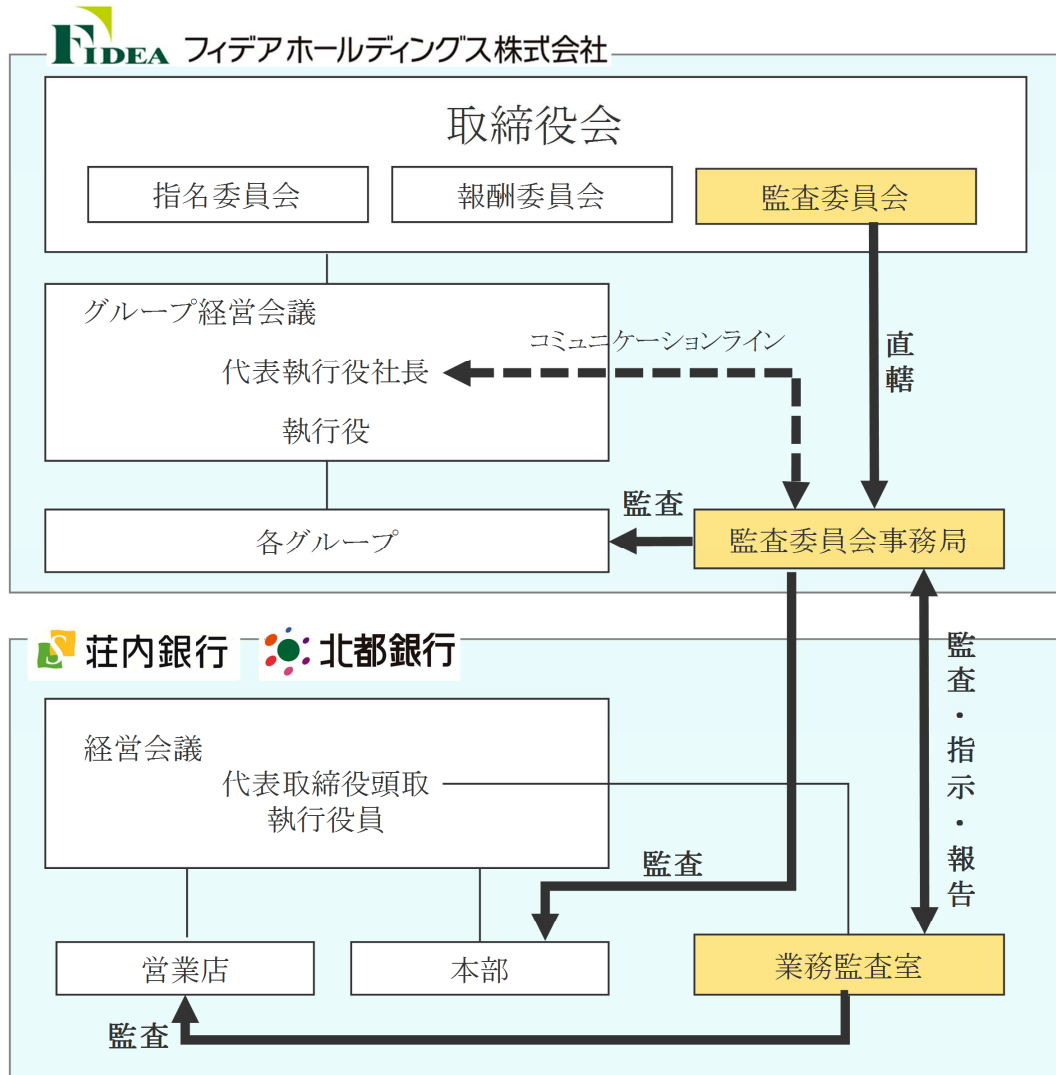 FIDEA フィデアホールディングス株式会社
取締役会
指名委員会
報酬委員会
監査委員会
グループ経営会議
代表執行役社長
執行役
コミュニケーションライン
直轄
各グループ
監査
監査委員会事務局
荘内銀行
北都銀行
経営会議
代表取締役頭取
執行役員
監査・指示・報告
監査
営業店
本部
業務監査室
監査